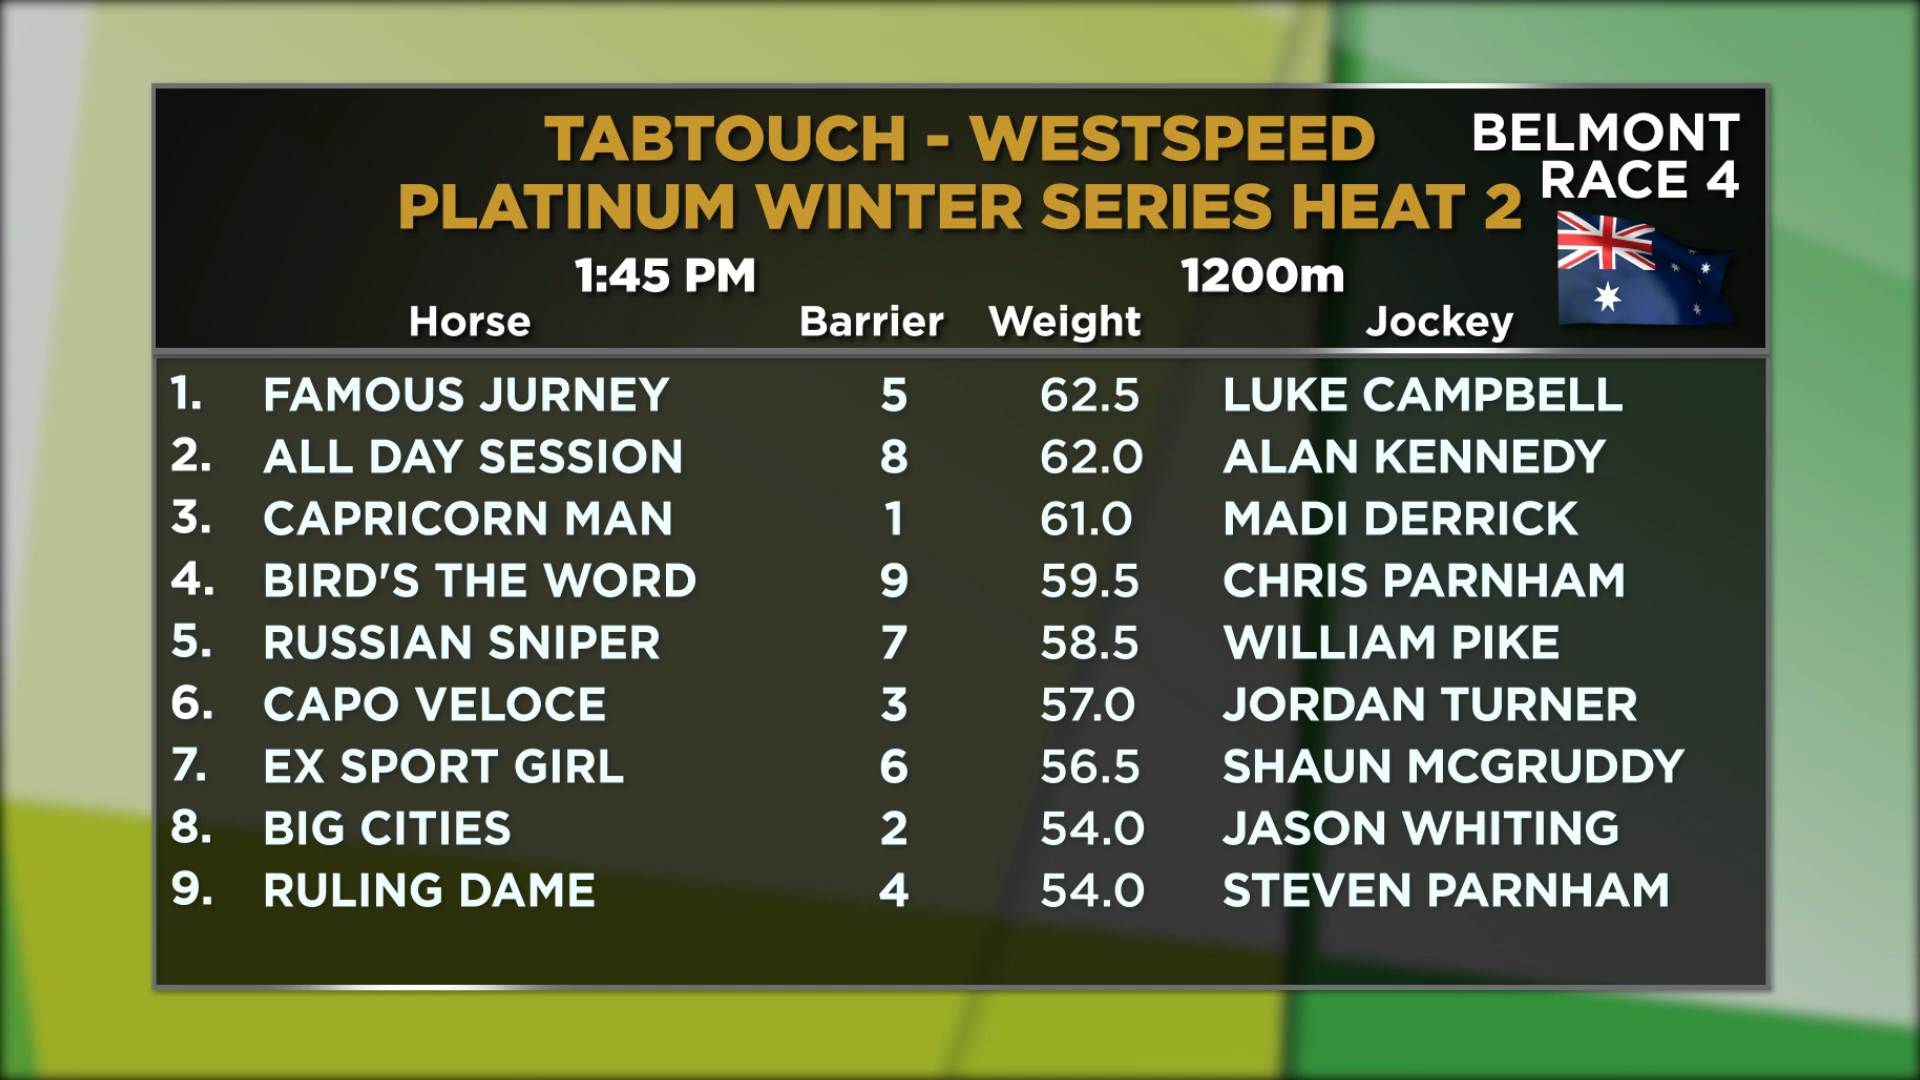 TABTOUCH - WESTSPEED
PLATINUM WINTER SERIES HEAT 2
BELMONT
RACE 4
1:45 PM 1200m
Horse Barrier Weight Jockey
1. FAMOUS JURNEY 5 62.5 LUKE CAMPBELL
2. ALL DAY SESSION 8 62.0 ALAN KENNEDY
3. CAPRICORN MAN 1 61.0 MADI DERRICK
4. BIRD'S THE WORD 9 59.5 CHRIS PARNHAM
5. RUSSIAN SNIPER 7 58.5 WILLIAM PIKE
6. CAPO VELOCE 3 57.0 JORDAN TURNER
7. EX SPORT GIRL 6 56.5 SHAUN MCGRUDDY
8. BIG CITIES 2 54.0 JASON WHITING
9. RULING DAME 4 54.0 STEVEN PARNHAM